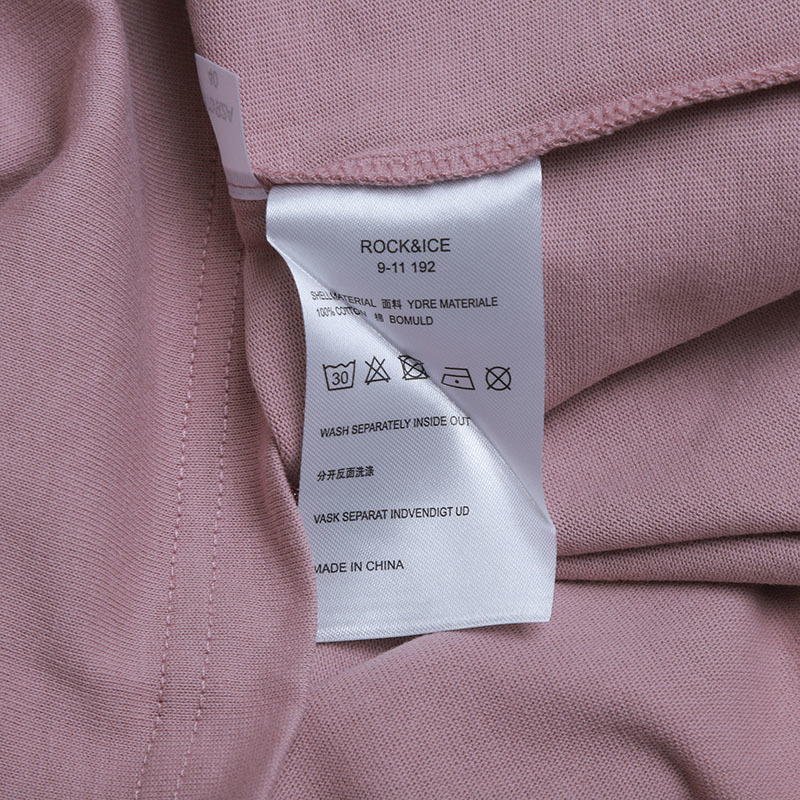 ROCK&ICE
9-11 192
SHELLMATERIAL 面料 YDRE MATERIALE
100% COTTON 棉 BOMULD
30
WASH SEPARATELY INSIDE OUT
分开反面洗涤
VASK SEPARAT INDVENDIGT UD
MADE IN CHINA
04